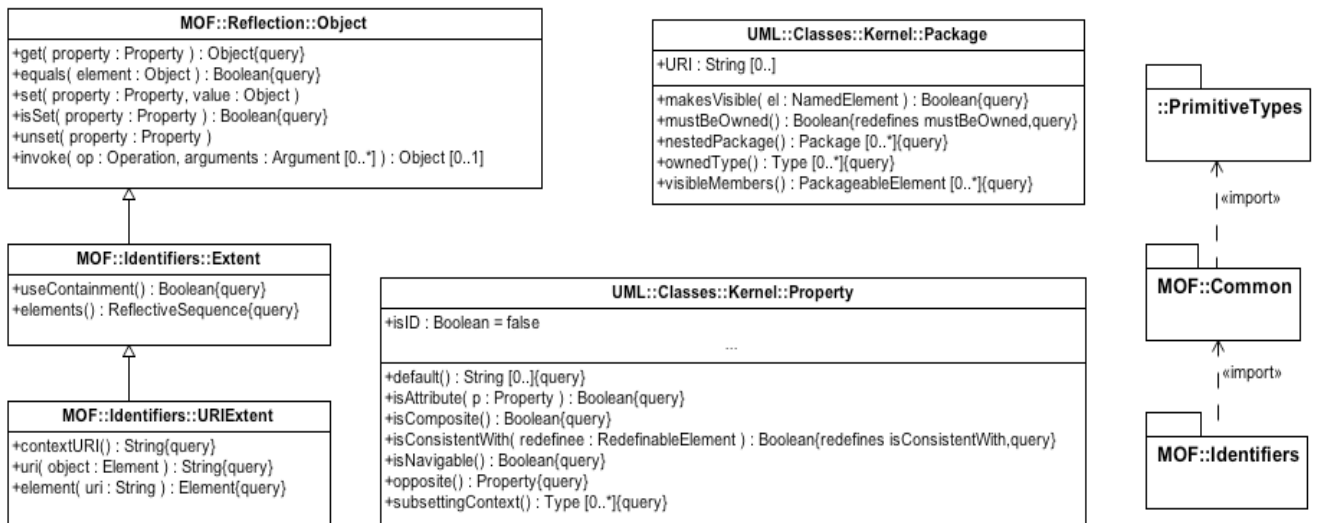 MOF::Reflection::Object
+get( property : Property ) : Object{query}
+equals( element : Object ) : Boolean{query}
+set( property : Property, value : Object )
+isSet( property : Property ) : Boolean{query}
+unset( property : Property )
+invoke( op : Operation, arguments : Argument [0..*] ) : Object [0..1]
MOF::Identifiers::Extent
+useContainment() : Boolean{query}
+elements() : ReflectiveSequence{query}
MOF::Identifiers::URIExtent
+contextURI() : String{query}
+uri( object : Element ) : String{query}
+element( uri : String ) : Element{query}
UML::Classes::Kernel::Package
+URI : String [0..]
+makesVisible( el : NamedElement ) : Boolean{query}
+mustBeOwned() : Boolean{redefines mustBeOwned,query}
+nestedPackage() : Package [0..*]{query}
+ownedType() : Type [0..*]{query}
+visibleMembers() : PackageableElement [0..*]{query}
UML::Classes::Kernel::Property
+isID : Boolean = false
...
+default() : String [0..]{query}
+isAttribute( p : Property ) : Boolean{query}
+isComposite() : Boolean{query}
+isConsistentWith( redefinee : RedefinableElement ) : Boolean{redefines isConsistentWith,query}
+isNavigable() : Boolean{query}
+opposite() : Property{query}
+subsettingContext() : Type [0..*]{query}
::PrimitiveTypes
«import»
MOF::Common
«import»
MOF::Identifiers